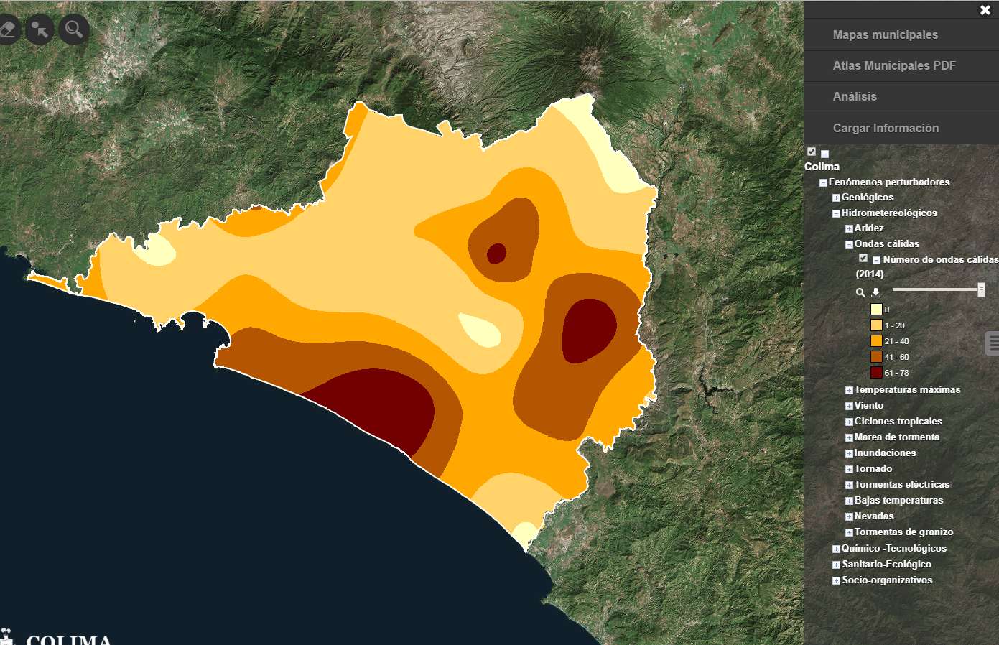 Mapas municipales
Atlas Municipales PDF
Análisis
Cargar Información
Colima
Fenómenos perturbadores
Geológicos
Hidrometereológicos
Aridez
Ondas cálidas
Número de ondas cálidas
(2014)
0
1 - 20
21 - 40
41 - 60
61 - 78
Temperaturas máximas
Viento
Ciclones tropicales
Marea de tormenta
Inundaciones
Tornado
Tormentas eléctricas
Bajas temperaturas
Nevadas
Tormentas de granizo
Químico -Tecnológicos
Sanitario-Ecológico
Socio-organizativos
COLIMA